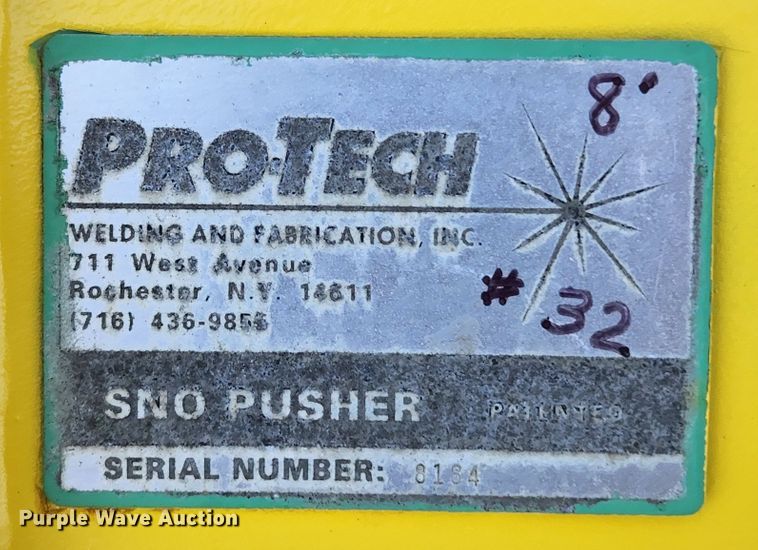 8'
PRO-TECH
WELDING AND FABRICATION, INC.
711 West Avenue
Rochester, N.Y. 14611
(716) 436-9855
# 32
SNO PUSHER PATENTED
SERIAL NUMBER: 8184
Purple Wave Auction